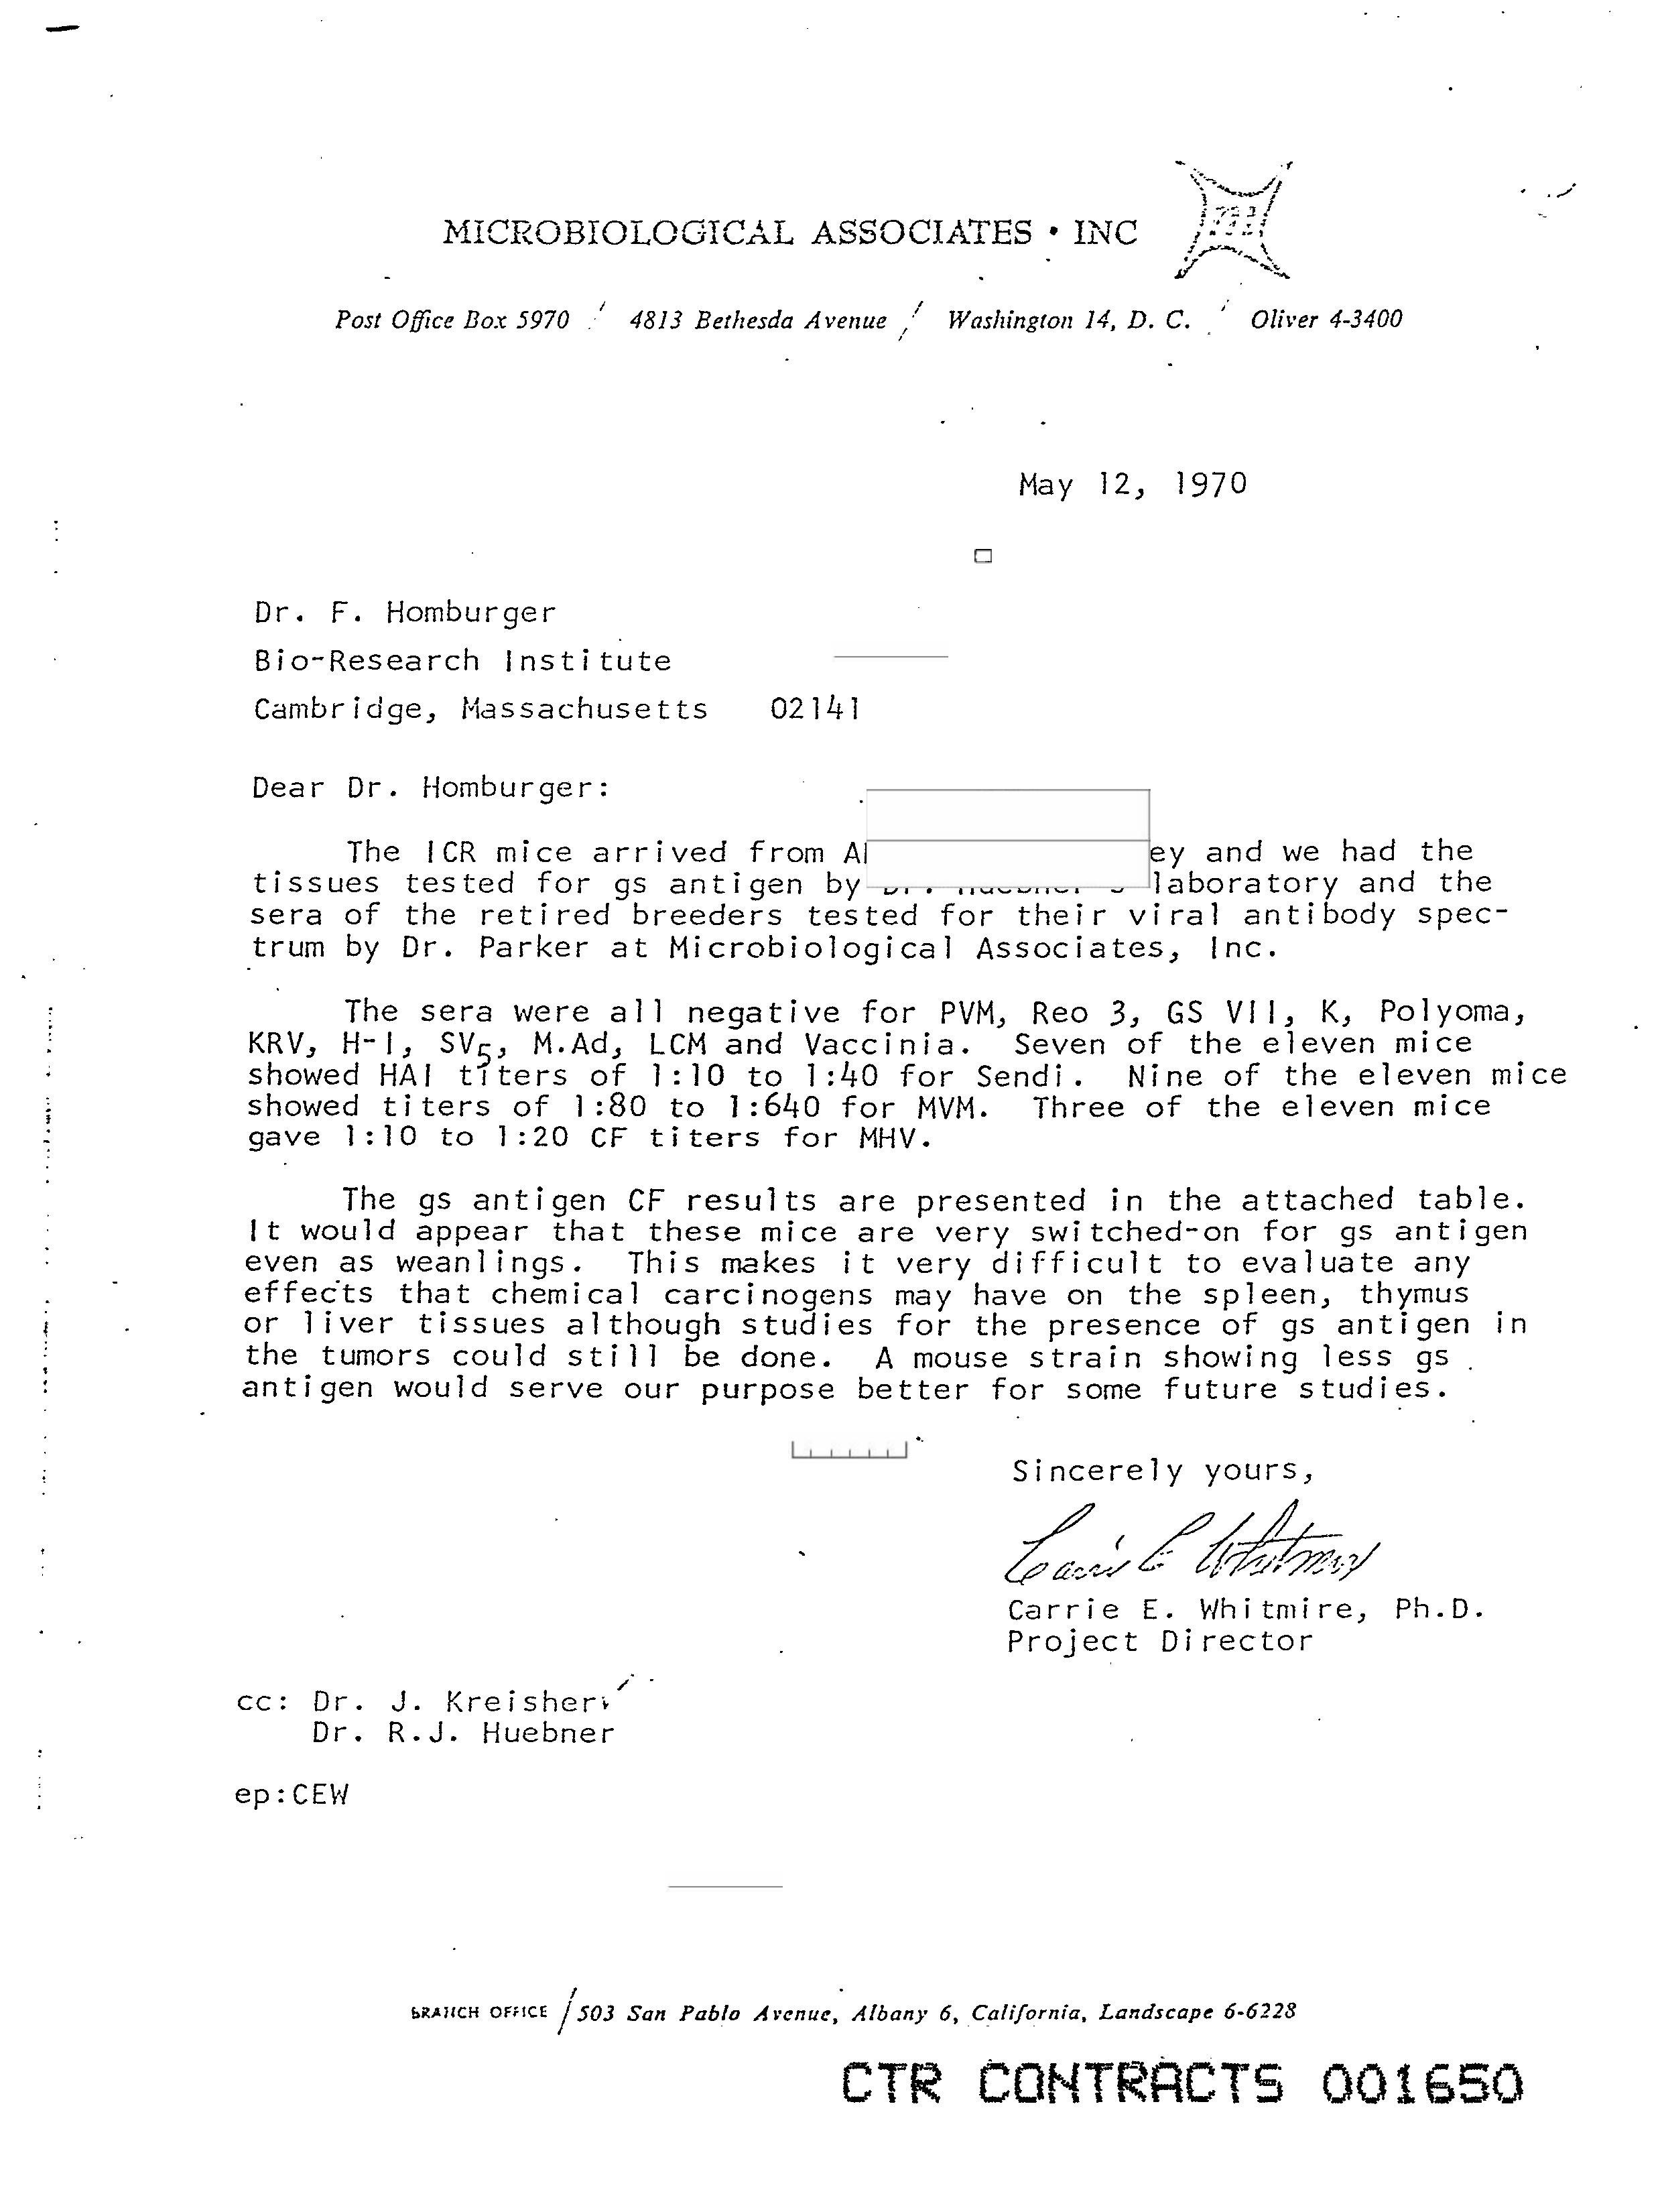 MICROBIOLOGICAL ASSOCIATES • INC
Post Office Box 5970 / 4813 Bethesda Avenue / Washington 14, D. C. / Oliver 4-3400
May 12, 1970
Dr. F. Homburger
Bio-Research Institute
Cambridge, Massachusetts 02141
Dear Dr. Homburger:
The ICR mice arrived from and we had the
tissues tested for gs antigen by laboratory and the
sera of the retired breeders tested for their viral antibody spec-
trum by Dr. Parker at Microbiological Associates, Inc.
The sera were all negative for PVM, Reo 3, GS VII, K, Polyoma,
KRV, H-I, SV5, M.Ad, LCM and Vaccinia. Seven of the eleven mice
showed HAI titers of 1:10 to 1:40 for Sendi. Nine of the eleven mice
showed titers of 1:80 to 1:640 for MVM. Three of the eleven mice
gave 1:10 to 1:20 CF titers for MHV.
The gs antigen CF results are presented in the attached table.
It would appear that these mice are very switched-on for gs antigen
even as weanlings. This makes it very difficult to evaluate any
effects that chemical carcinogens may have on the spleen, thymus
or liver tissues although studies for the presence of gs antigen in
the tumors could still be done. A mouse strain showing less gs
antigen would serve our purpose better for some future studies.
Sincerely yours,
Carrie E. Whitmire, Ph.D.
Project Director
cc: Dr. J. Kreisher
Dr. R.J. Huebner
ep:CEW
BRANCH OFFICE / 503 San Pablo Avenue, Albany 6, California, Landscape 6-6228
CTR CONTRACTS 001650